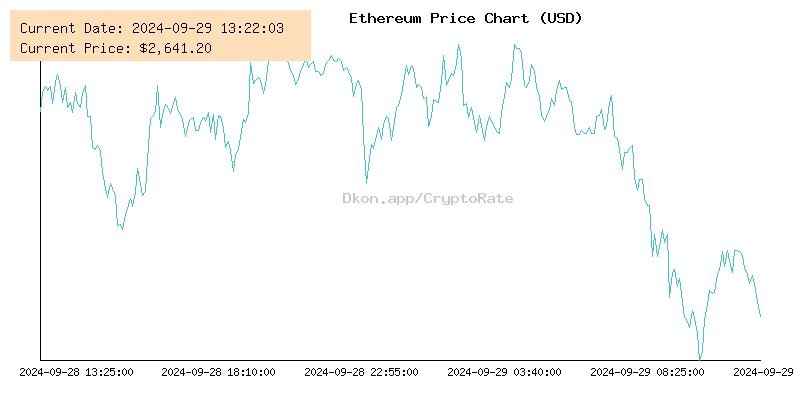 Ethereum Price Chart (USD)
Current Date: 2024-09-29 13:22:03
Current Price: $2,641.20
Dkon.app/CryptoRate
2024-09-28 13:25:00 2024-09-28 18:10:00 2024-09-28 22:55:00 2024-09-29 03:40:00 2024-09-29 08:25:00 2024-09-29